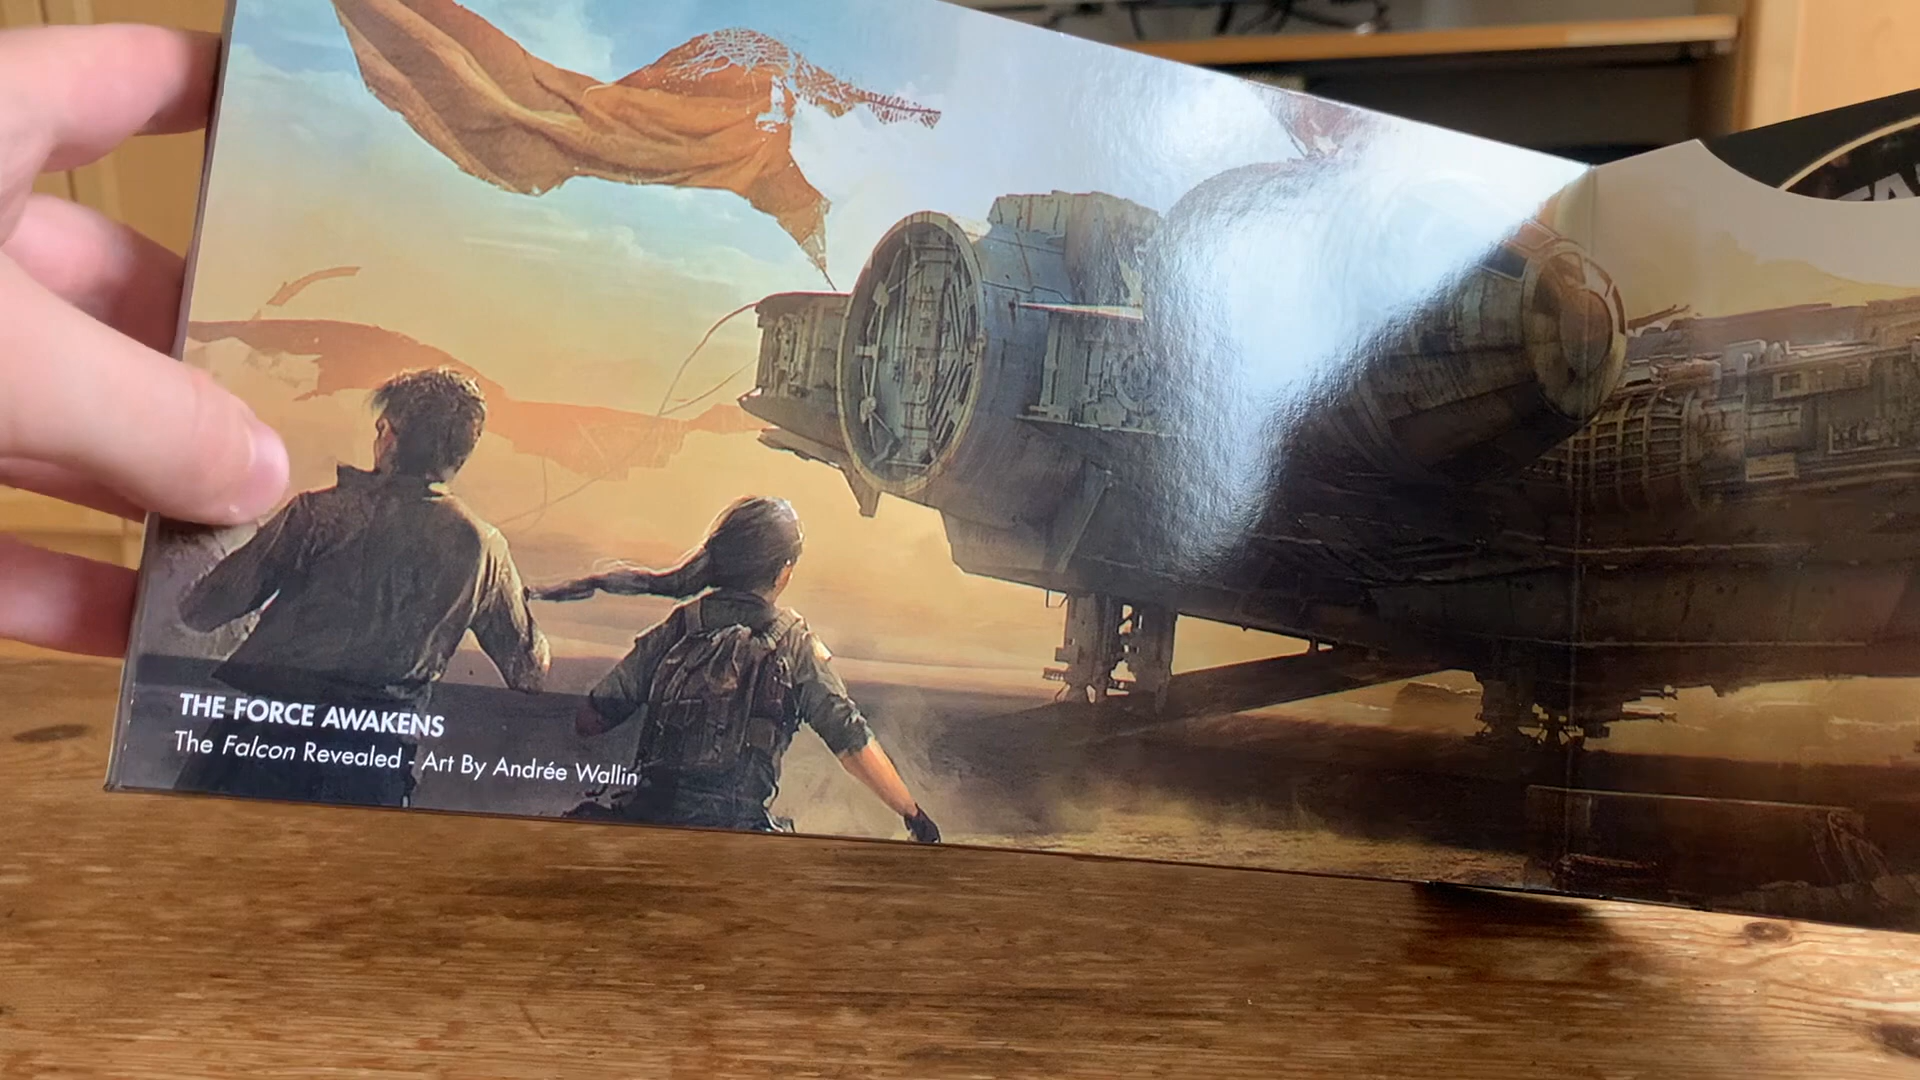 THE FORCE AWAKENS
The Falcon Revealed - Art By Andrée Wallin